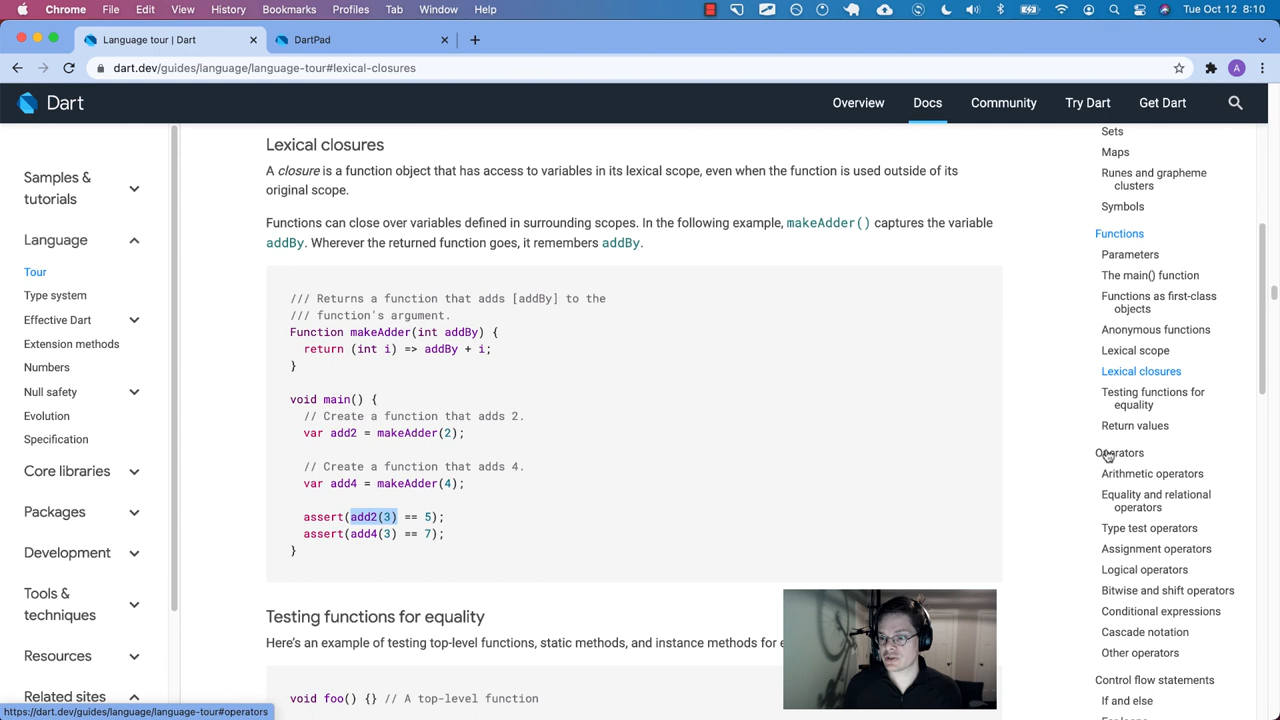 Chrome File Edit View History Bookmarks Profiles Tab Window Help
Tue Oct 12 8:10
Language tour | Dart
DartPad
dart.dev/guides/language/language-tour#lexical-closures
A
Dart
Overview
Docs
Community
Try Dart
Get Dart
Samples &
tutorials
Language
Tour
Type system
Effective Dart
Extension methods
Numbers
Null safety
Evolution
Specification
Core libraries
Packages
Development
Tools &
techniques
Resources
Related sites
https://dart.dev/guides/language/language-tour#operators
Lexical closures
A closure is a function object that has access to variables in its lexical scope, even when the function is used outside of its
original scope.
Functions can close over variables defined in surrounding scopes. In the following example, makeAdder() captures the variable
addBy. Wherever the returned function goes, it remembers addBy.
/// Returns a function that adds [addBy] to the
/// function's argument.
Function makeAdder(int addBy) {
return (int i) => addBy + i;
}
void main() {
// Create a function that adds 2.
var add2 = makeAdder(2);
// Create a function that adds 4.
var add4 = makeAdder(4);
assert(add2(3) == 5);
assert(add4(3) == 7);
}
Testing functions for equality
Here's an example of testing top-level functions, static methods, and instance methods for e
void foo() {} // A top-level function
Sets
Maps
Runes and grapheme
clusters
Symbols
Functions
Parameters
The main() function
Functions as first-class
objects
Anonymous functions
Lexical scope
Lexical closures
Testing functions for
equality
Return values
Operators
Arithmetic operators
Equality and relational
operators
Type test operators
Assignment operators
Logical operators
Bitwise and shift operators
Conditional expressions
Cascade notation
Other operators
Control flow statements
If and else